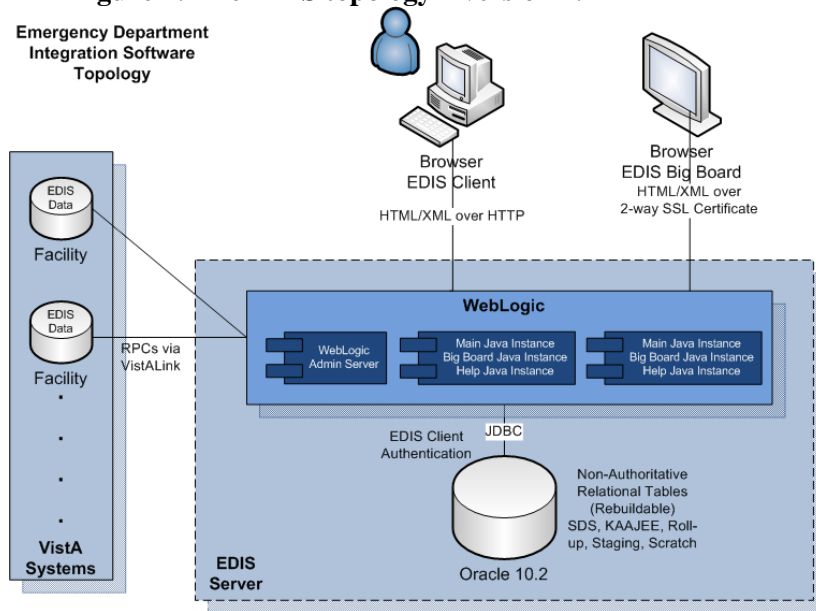 Emergency Department
Integration Software
Topology
Browser
EDIS Client
HTML/XML over HTTP
Browser
EDIS Big Board
HTML/XML over
2-way SSL Certificate
EDIS
Data
Facility
EDIS
Data
Facility
RPCs via
VistALink
VistA
Systems
WebLogic
WebLogic
Admin Server
Main Java Instance
Big Board Java Instance
Help Java Instance
Main Java Instance
Big Board Java Instance
Help Java Instance
EDIS Client
Authentication
JDBC
Non-Authoritative
Relational Tables
(Rebuildable)
SDS, KAAJEE, Roll-
up, Staging, Scratch
Oracle 10.2
EDIS
Server